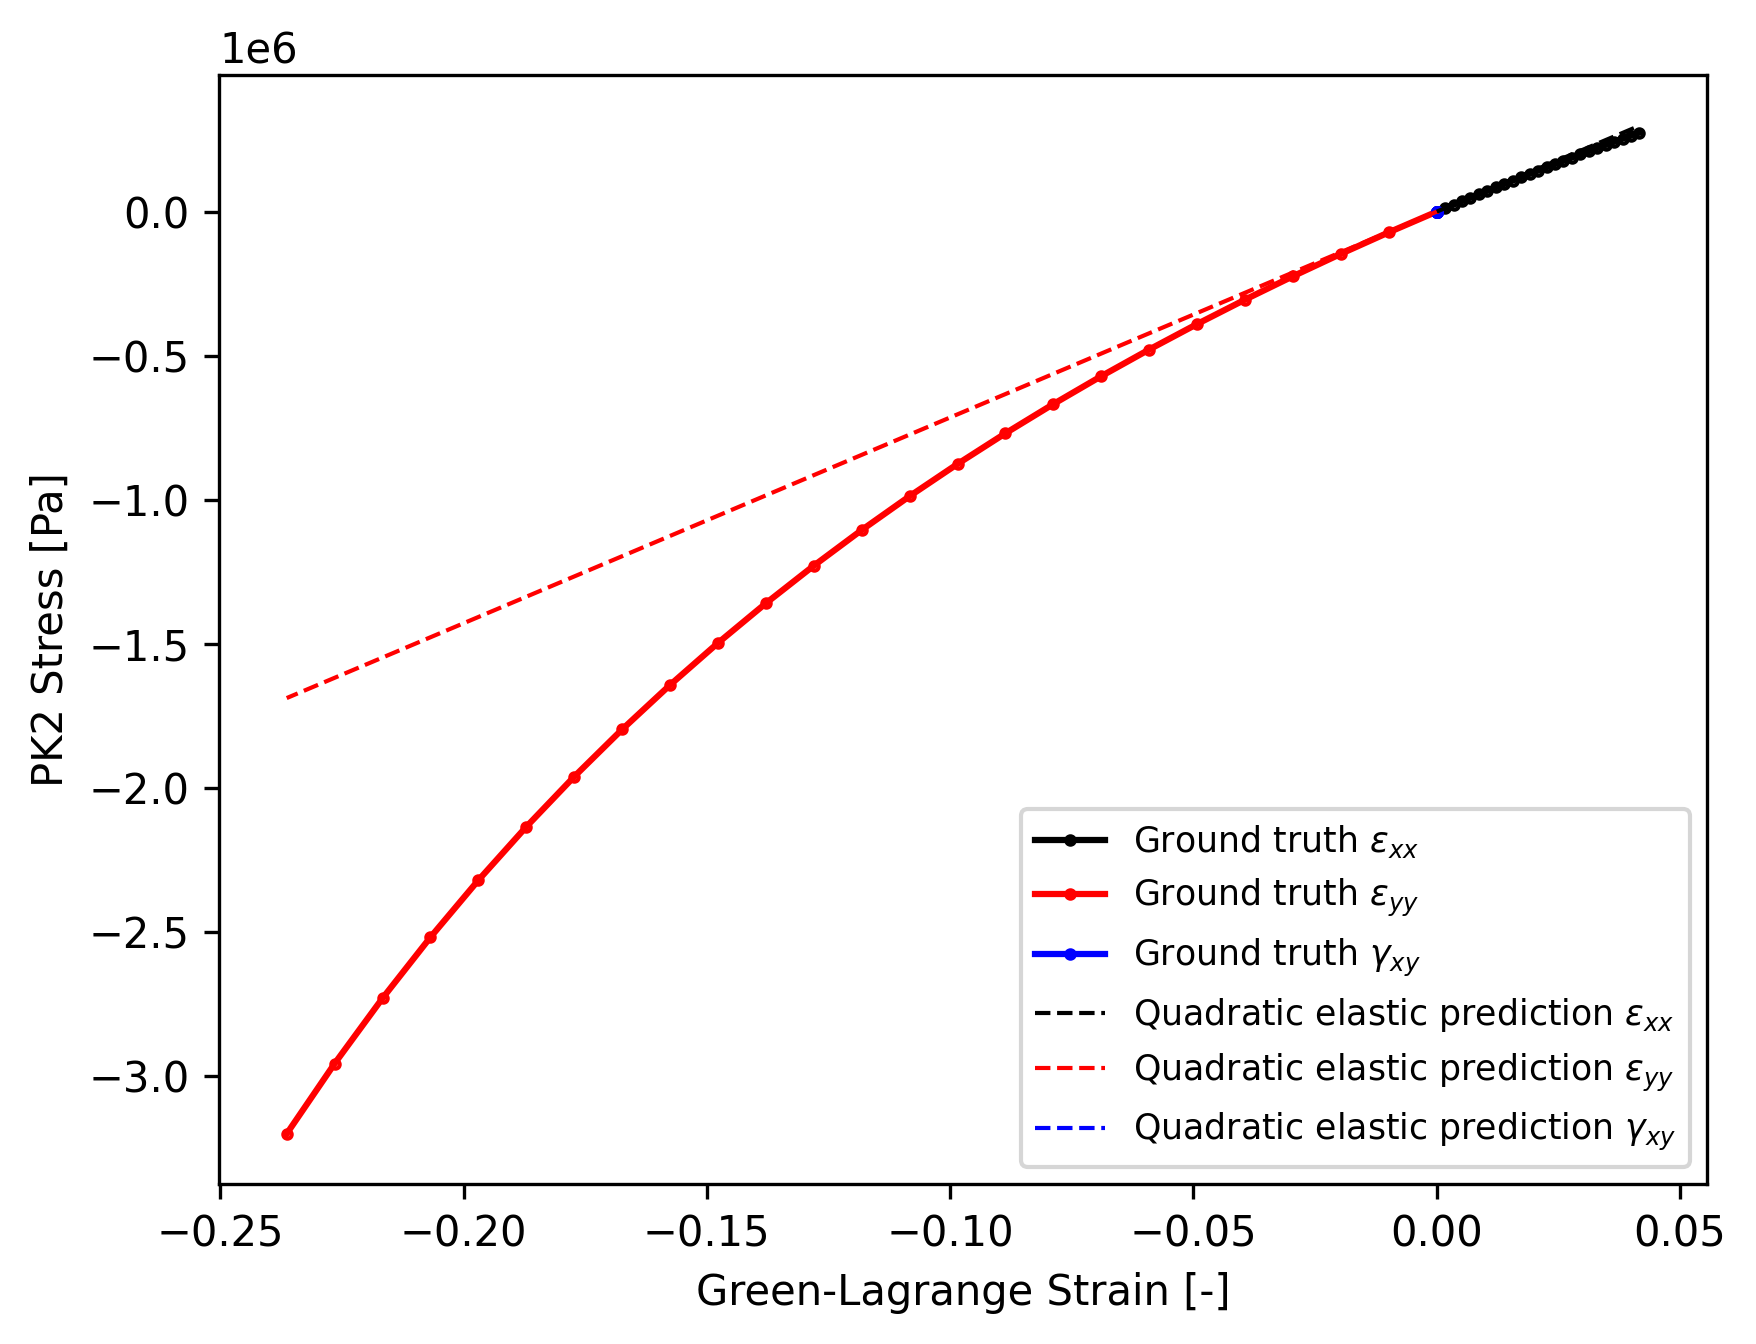 1e6
0.0
−0.5
−1.0
−1.5
−2.0
−2.5
−3.0
PK2 Stress [Pa]
Ground truth εxx
Ground truth εyy
Ground truth γxy
Quadratic elastic prediction εxx
Quadratic elastic prediction εyy
Quadratic elastic prediction γxy
−0.25 −0.20 −0.15 −0.10 −0.05 0.00 0.05
Green-Lagrange Strain [-]